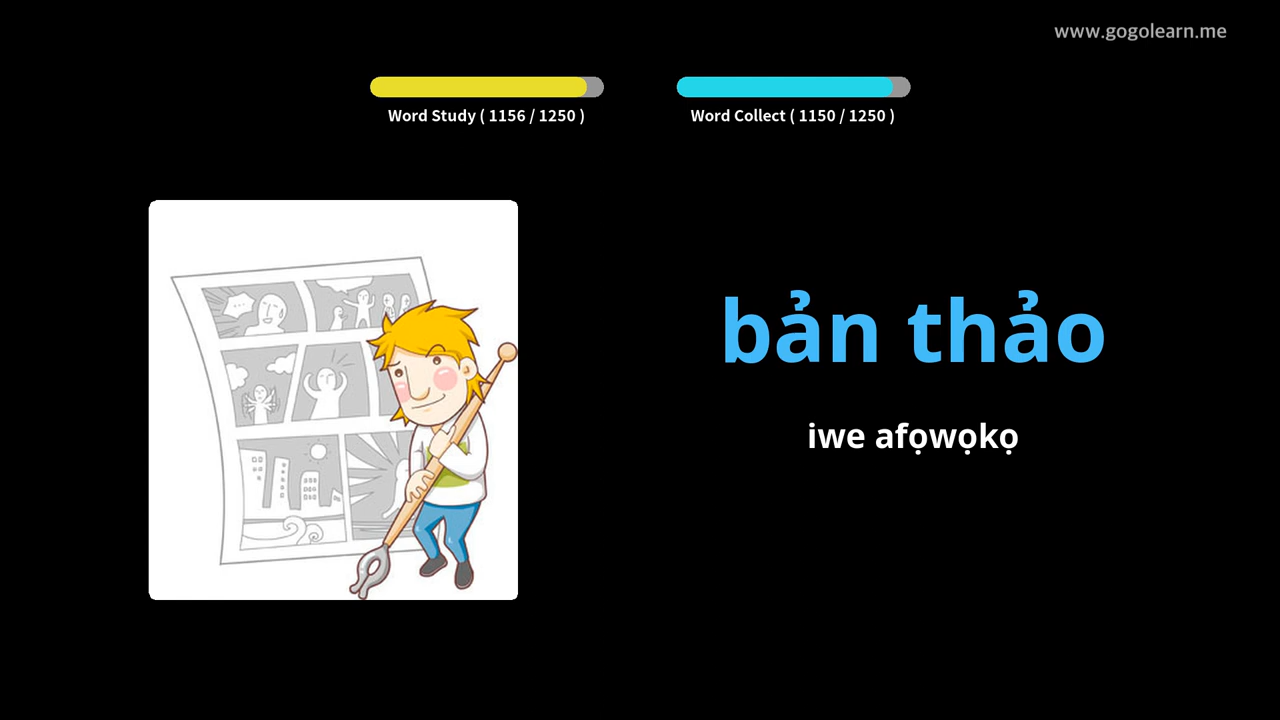 www.gogolearn.me
Word Study ( 1156 / 1250 )
Word Collect ( 1150 / 1250 )
bản thảo
iwe afọwọkọ